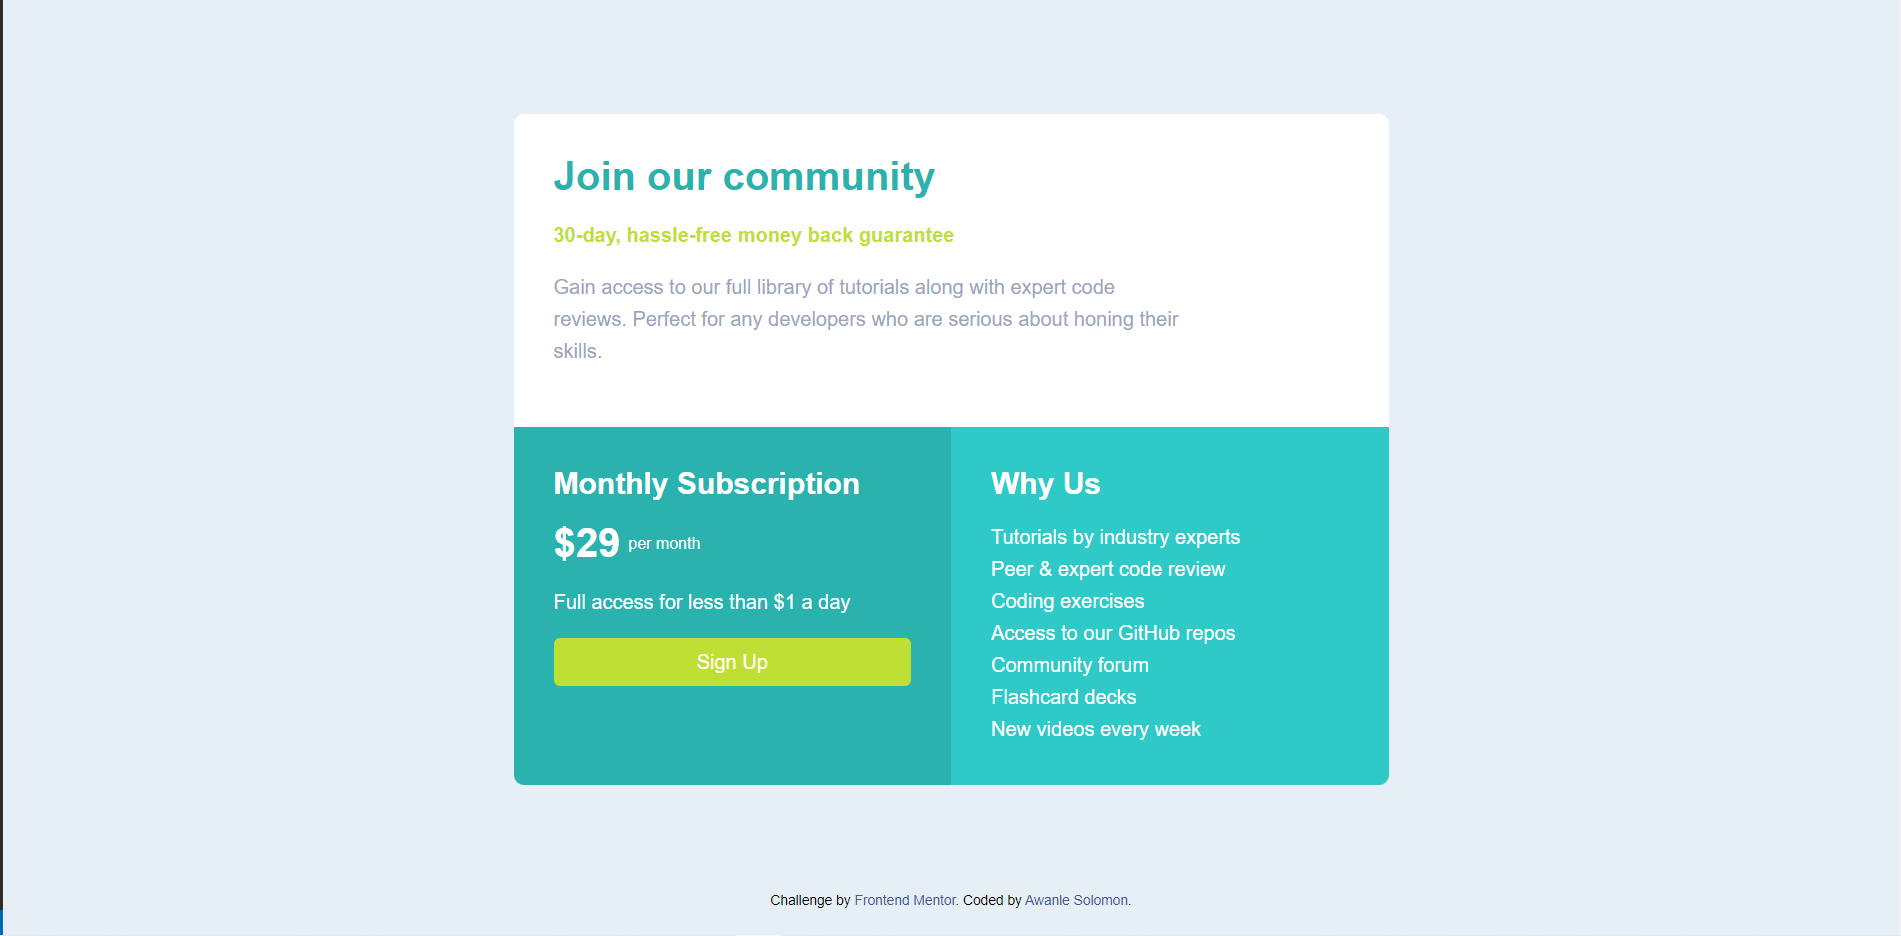 Join our community
30-day, hassle-free money back guarantee
Gain access to our full library of tutorials along with expert code
reviews. Perfect for any developers who are serious about honing their
skills.
Monthly Subscription
$29 per month
Full access for less than $1 a day
Sign Up
Why Us
Tutorials by industry experts
Peer & expert code review
Coding exercises
Access to our GitHub repos
Community forum
Flashcard decks
New videos every week
Challenge by Frontend Mentor. Coded by Awanle Solomon.